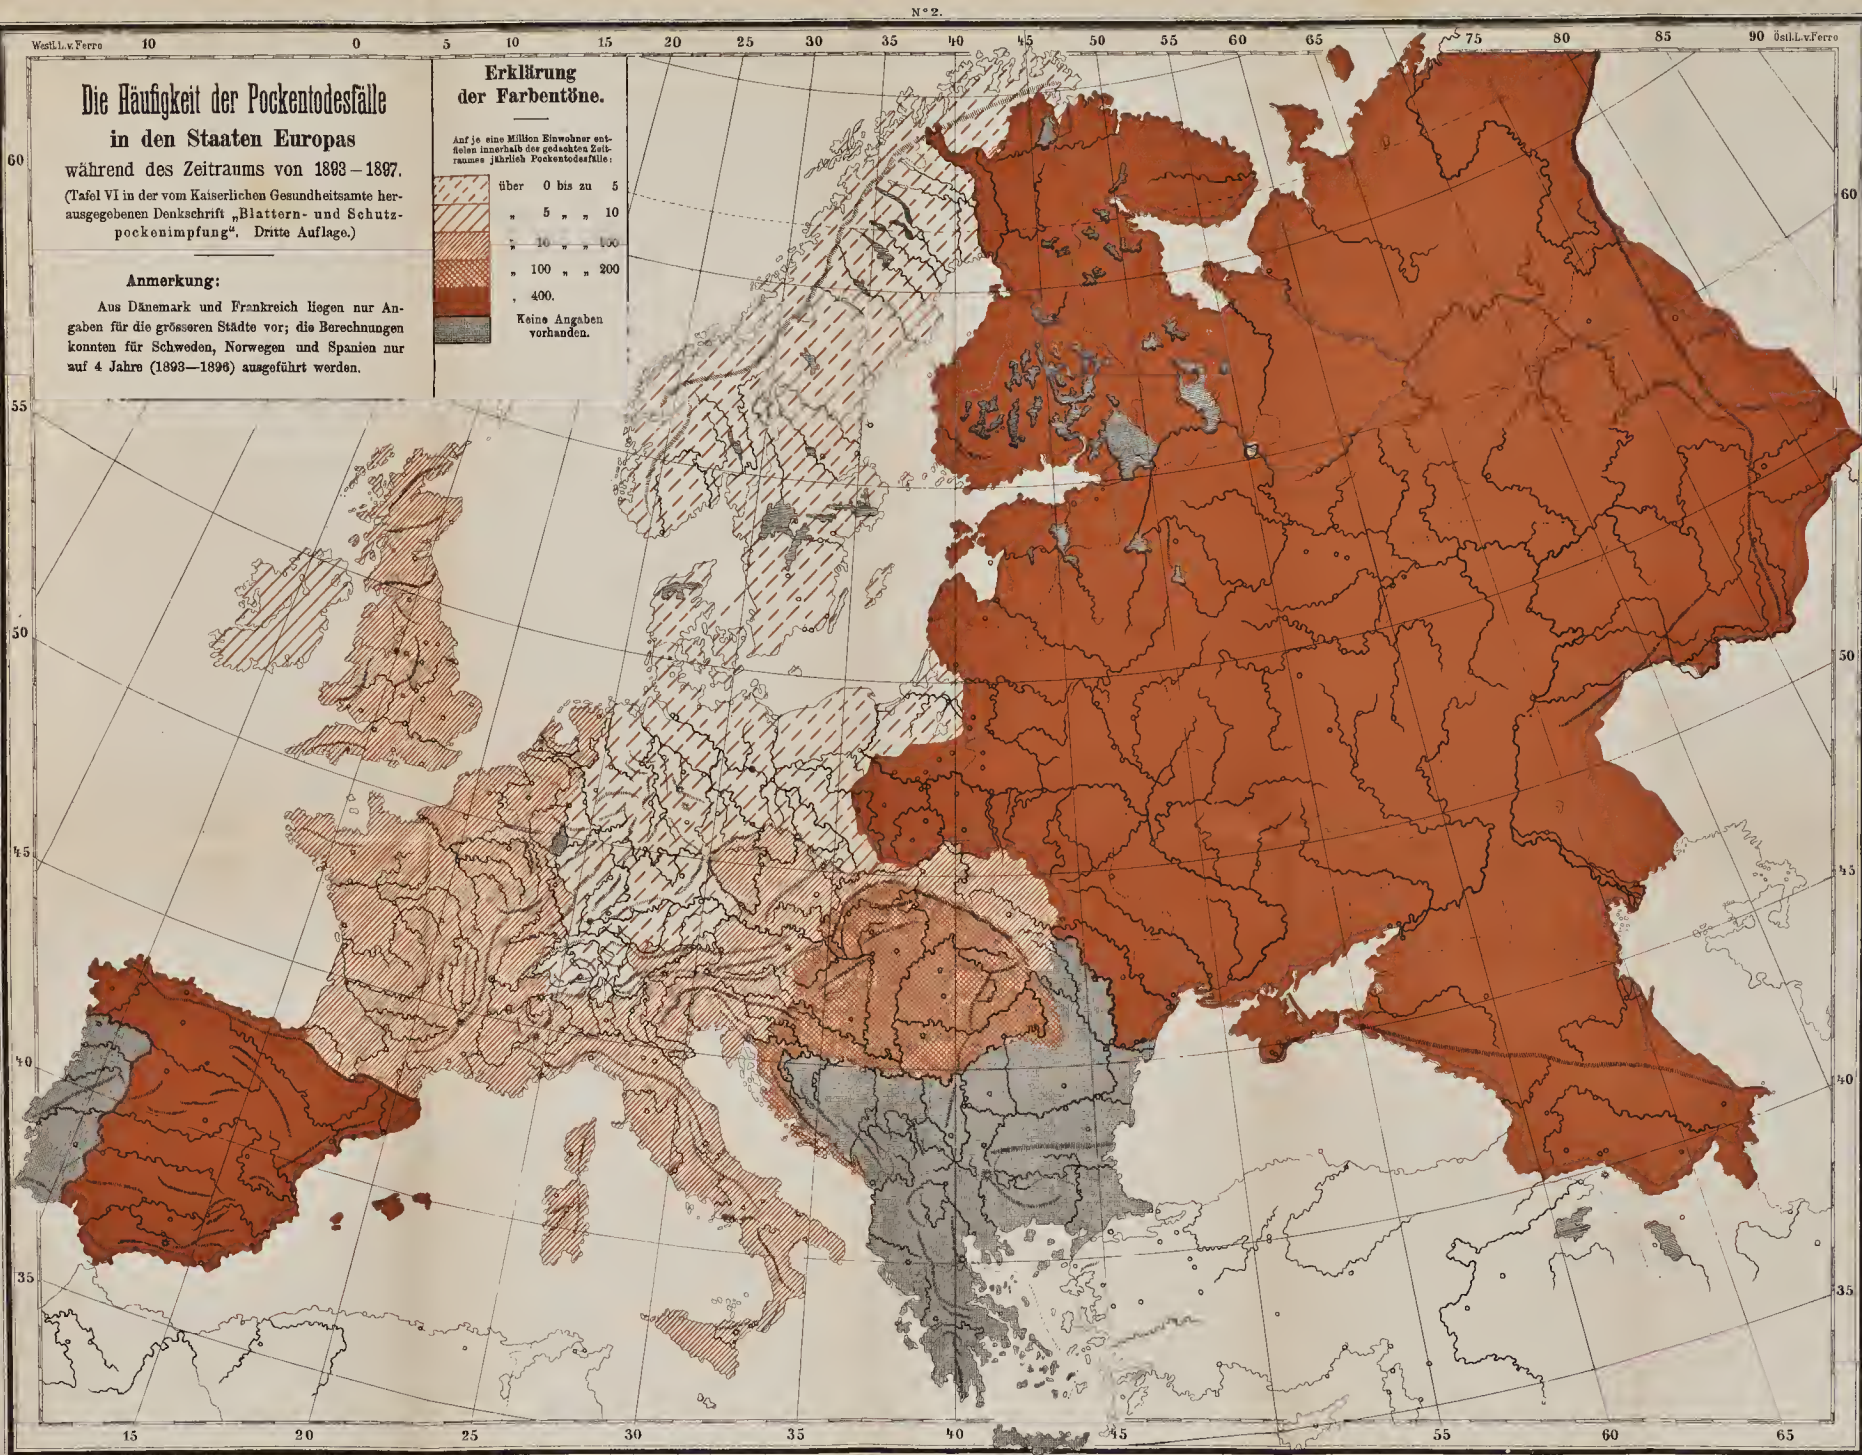 N° 2.
Westl.L.v.Ferro 10 0 5 10 15 20 25 30 35 40 45 50 55 60 65 75 80 85 90 Östl.L.v.Ferro
Die Häufigkeit der Pockentodesfälle
in den Staaten Europas
während des Zeitraums von 1893–1897.
(Tafel VI in der vom Kaiserlichen Gesundheitsamte her-
ausgegebenen Denkschrift „Blattern- und Schutz-
pockenimpfung“. Dritte Auflage.)
Anmerkung:
Aus Dänemark und Frankreich liegen nur An-
gaben für die grösseren Städte vor; die Berechnungen
konnten für Schweden, Norwegen und Spanien nur
auf 4 Jahre (1893—1896) ausgeführt werden.
Erklärung
der Farbentöne.
Auf je eine Million Einwohner ent-
fielen innerhalb des gedachten Zeit-
raumes jährlich Pockentodesfälle:
über 0 bis zu 5
„ 5 „ „ 10
„ 10 „ „ 100
„ 100 „ „ 200
„ 400.
Keine Angaben
vorhanden.
60
55
50
45
40
35
60
50
45
40
35
15 20 25 30 35 40 45 55 60 65